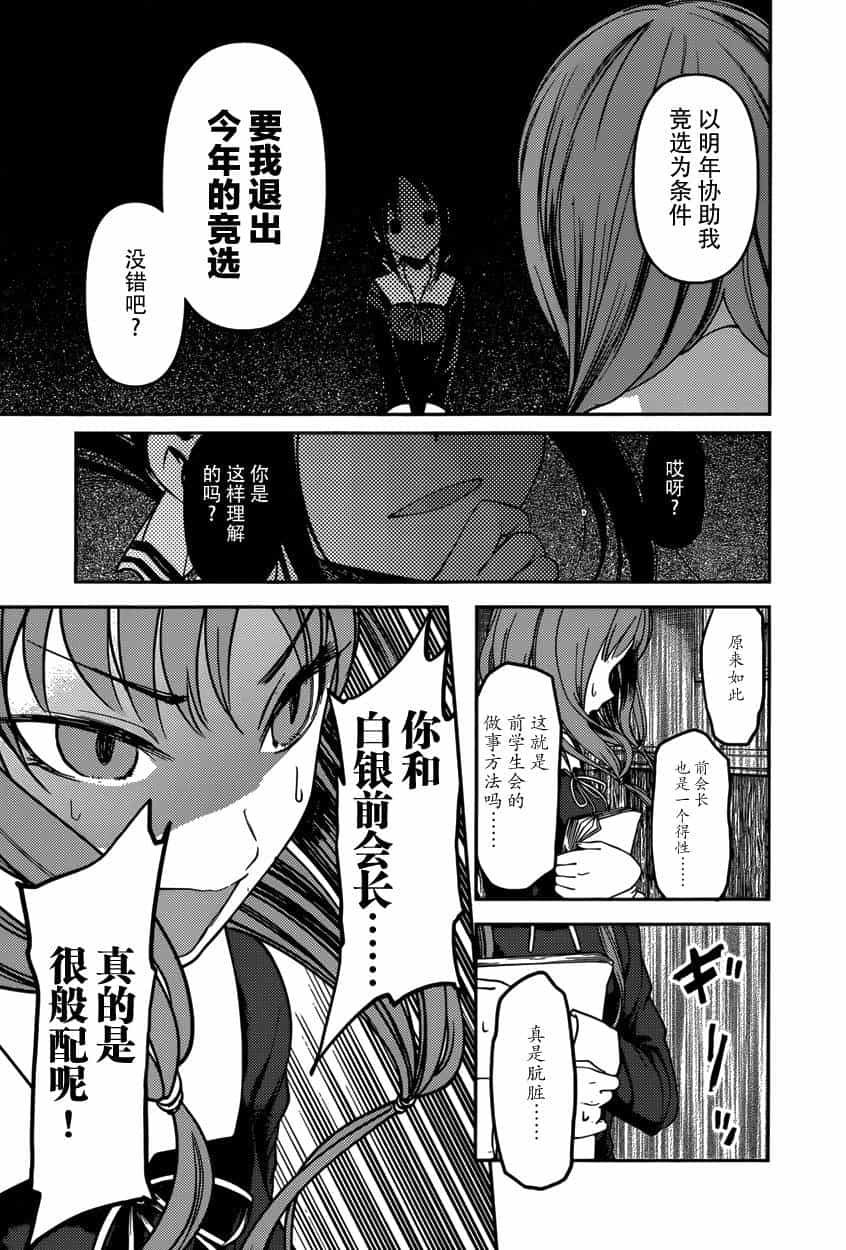 以明年协助我
竞选为条件
要我退出
今年的竞选
没错吧？
哎呀？
你是
这样理解
的吗？
原来如此
前会长
也是一个得性……
这就是
前学生会的
做事方法吗……
真是肮脏……
ギュッ
你和
白银前会长……
真的是
很般配呢！